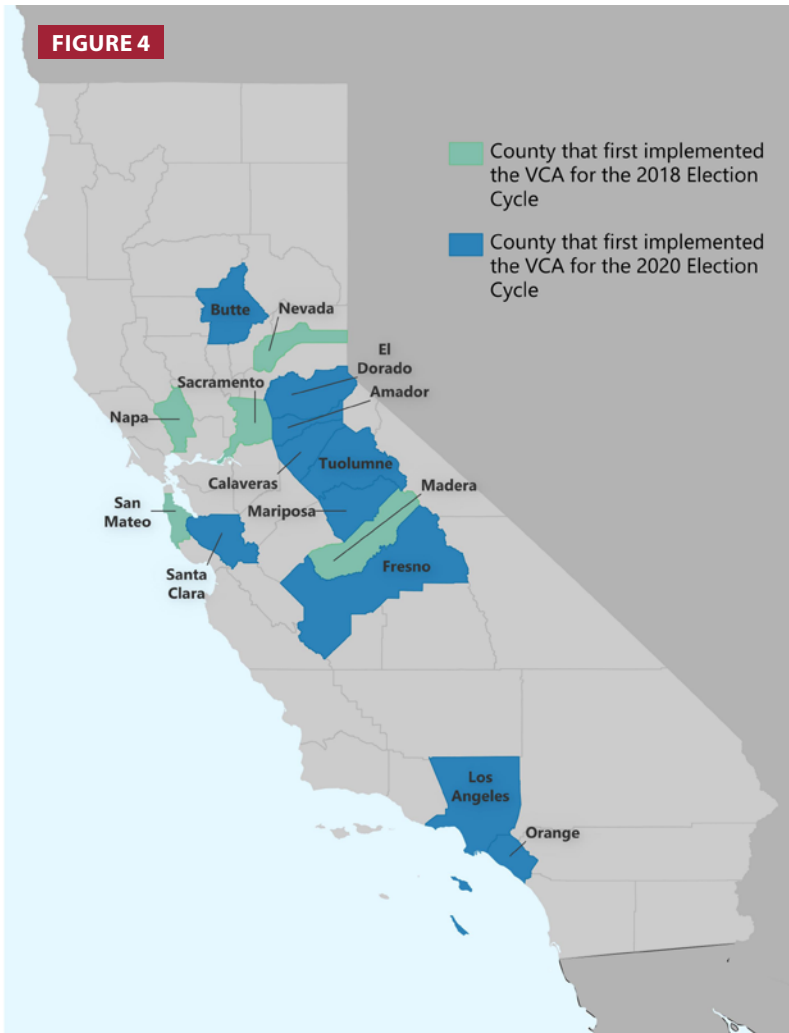 FIGURE 4
County that first implemented
the VCA for the 2018 Election
Cycle
County that first implemented
the VCA for the 2020 Election
Cycle
Butte
Nevada
El
Dorado
Sacramento
Amador
Napa
Tuolumne
Calaveras
Madera
San
Mateo
Mariposa
Fresno
Santa
Clara
Los
Angeles
Orange